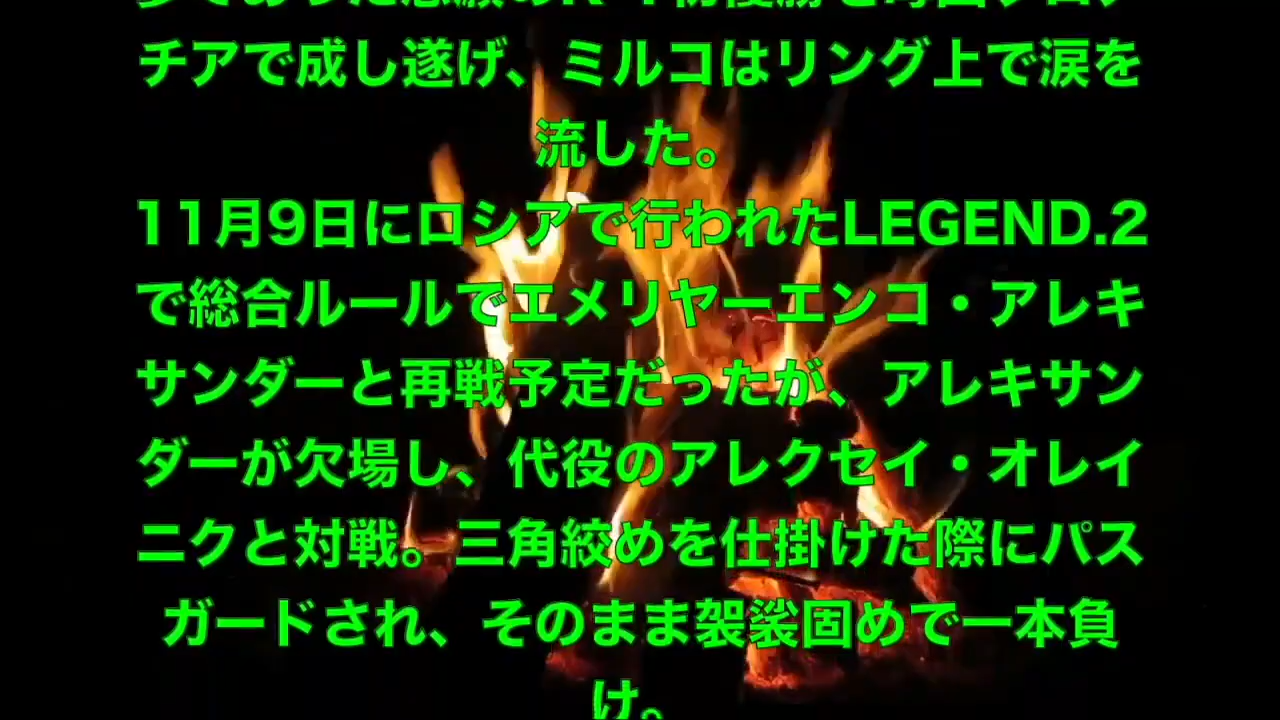 チアで成し遂げ、ミルコはリング上で涙を
流した。
11月9日にロシアで行われたLEGEND.2
で総合ルールでエメリヤーエンコ・アレキ
サンダーと再戦予定だったが、アレキサン
ダーが欠場し、代役のアレクセイ・オレイ
ニクと対戦。三角絞めを仕掛けた際にパス
ガードされ、そのまま袈裟固めで一本負
け。